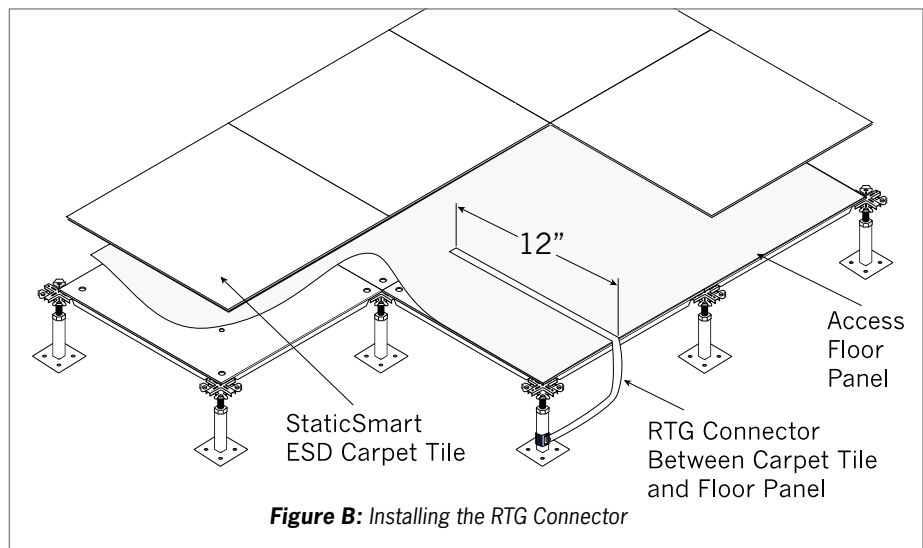 12”
Access
Floor
Panel
StaticSmart
ESD Carpet Tile
RTG Connector
Between Carpet Tile
and Floor Panel
Figure B: Installing the RTG Connector